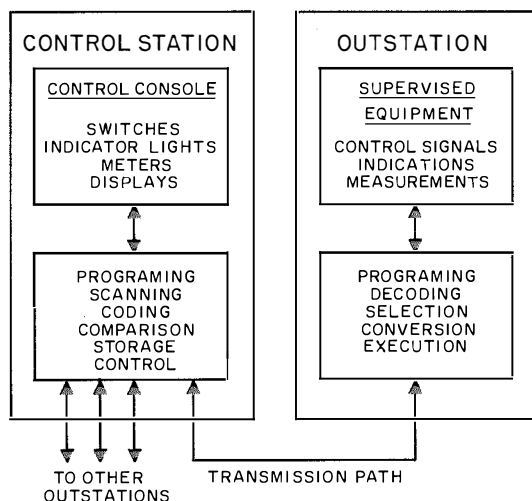 CONTROL STATION
CONTROL CONSOLE
SWITCHES
INDICATOR LIGHTS
METERS
DISPLAYS
PROGRAMING
SCANNING
CODING
COMPARISON
STORAGE
CONTROL
TO OTHER
OUTSTATIONS
OUTSTATION
SUPERVISED
EQUIPMENT
CONTROL SIGNALS
INDICATIONS
MEASUREMENTS
PROGRAMING
DECODING
SELECTION
CONVERSION
EXECUTION
TRANSMISSION PATH